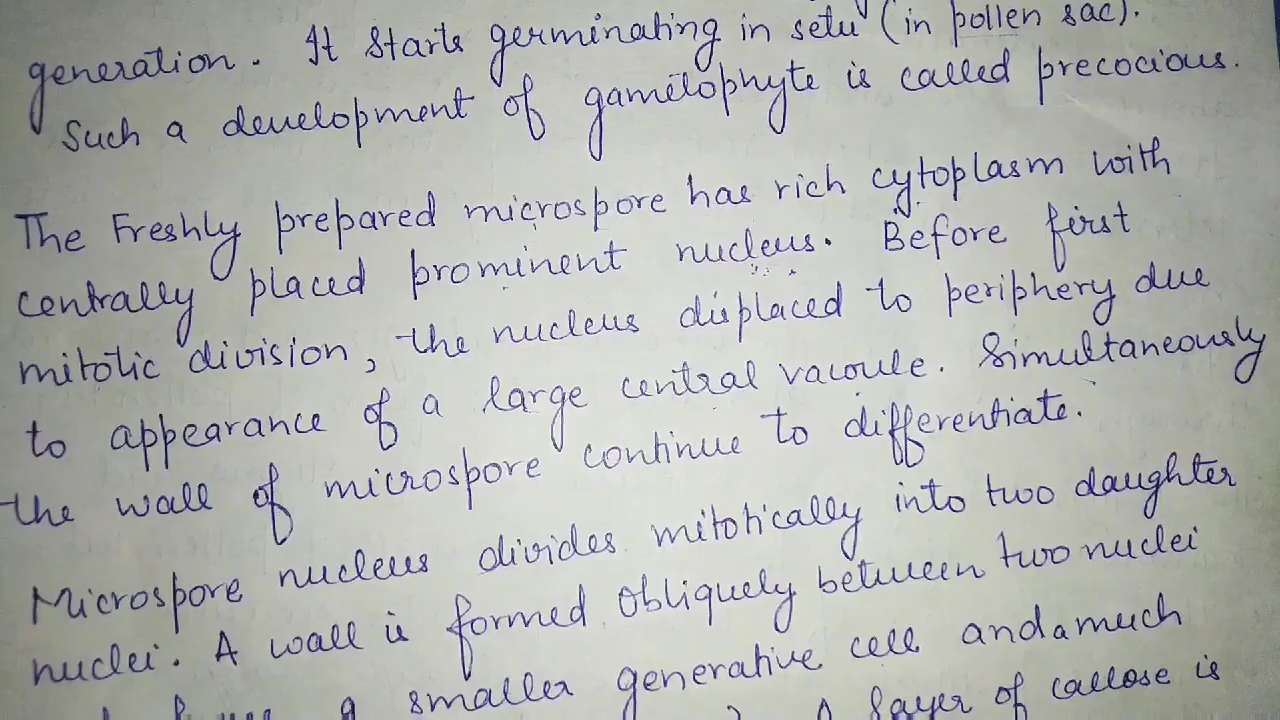 generation. It starts germinating in setu (in pollen sac).
Such a development of gametophyte is called precocious.
The Freshly prepared microspore has rich cytoplasm with
centrally placed prominent nucleus. Before first
mitotic division, the nucleus displaced to periphery due
to appearance of a large central vacoule. Simultaneously
the wall of microspore continue to differentiate.
Microspore nucleus divides mitotically into two daughter
nuclei. A wall is formed obliquely between two nuclei
a smaller generative cell and a much
A layer of callose is